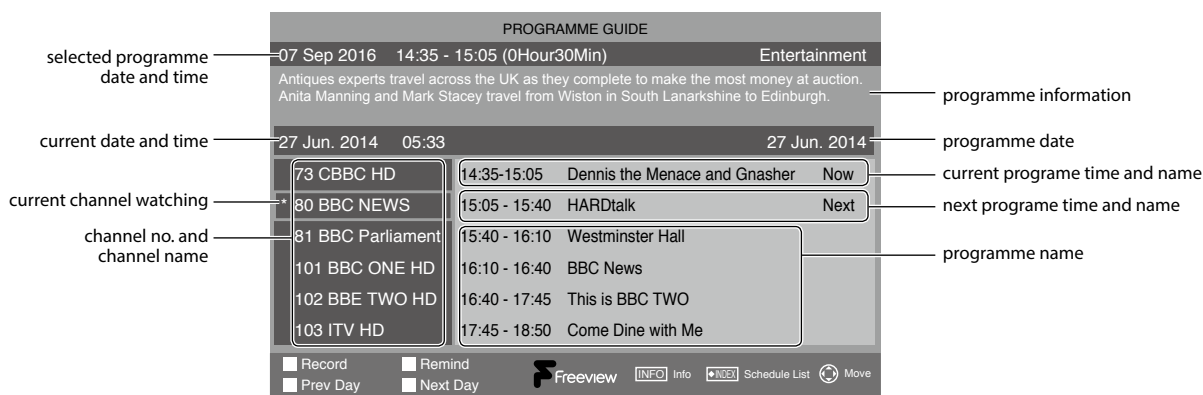 PROGRAMME GUIDE
selected programme
date and time
07 Sep 2016 14:35 - 15:05 (0Hour30Min) Entertainment
Antiques experts travel across the UK as they complete to make the most money at auction.
Anita Manning and Mark Stacey travel from Wiston in South Lanarkshire to Edinburgh.
programme information
current date and time
27 Jun. 2014 05:33 27 Jun. 2014
programme date
73 CBBC HD 14:35-15:05 Dennis the Menace and Gnasher Now
current programe time and name
current channel watching
* 80 BBC NEWS 15:05 - 15:40 HARDtalk Next
next programe time and name
channel no. and
channel name
81 BBC Parliament 15:40 - 16:10 Westminster Hall
programme name
101 BBC ONE HD 16:10 - 16:40 BBC News
102 BBE TWO HD 16:40 - 17:45 This is BBC TWO
103 ITV HD 17:45 - 18:50 Come Dine with Me
Record Remind
Prev Day Next Day
Freeview INFO Info ◆INDEX Schedule List Move